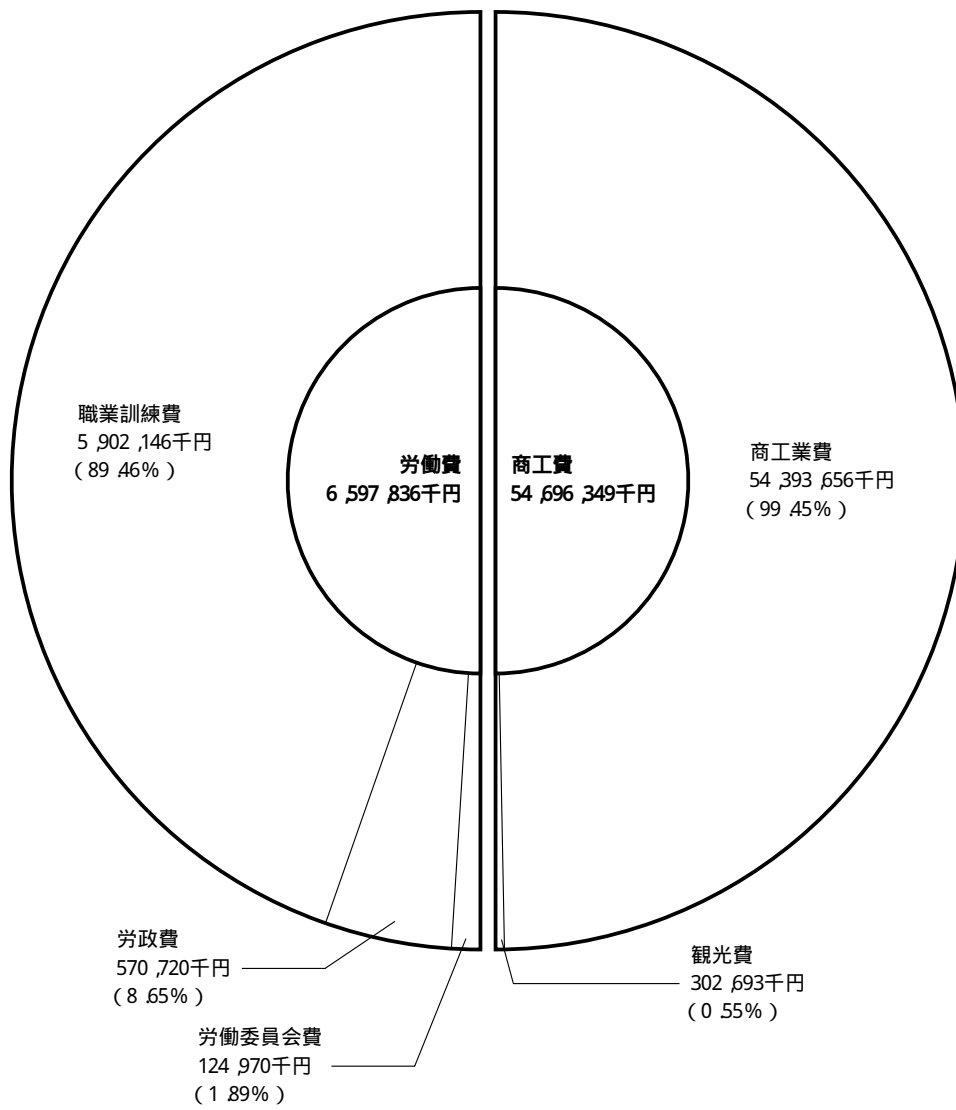 職業訓練費
5,902,146千円
(89.46%)
労働費
6,597,836千円
商工費
54,696,349千円
商工業費
54,393,656千円
(99.45%)
労政費
570,720千円
(8.65%)
労働委員会費
124,970千円
(1.89%)
観光費
302,693千円
(0.55%)